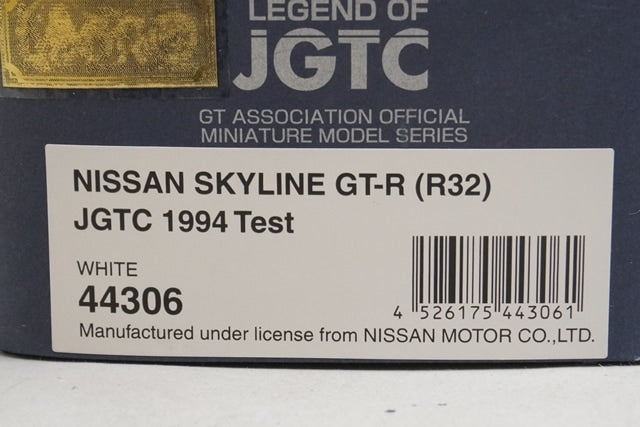 LEGEND OF
JGTC
GT ASSOCIATION OFFICIAL
MINIATURE MODEL SERIES
NISSAN SKYLINE GT-R (R32)
JGTC 1994 Test
WHITE
44306
4 526175 443061
Manufactured under license from NISSAN MOTOR CO.,LTD.